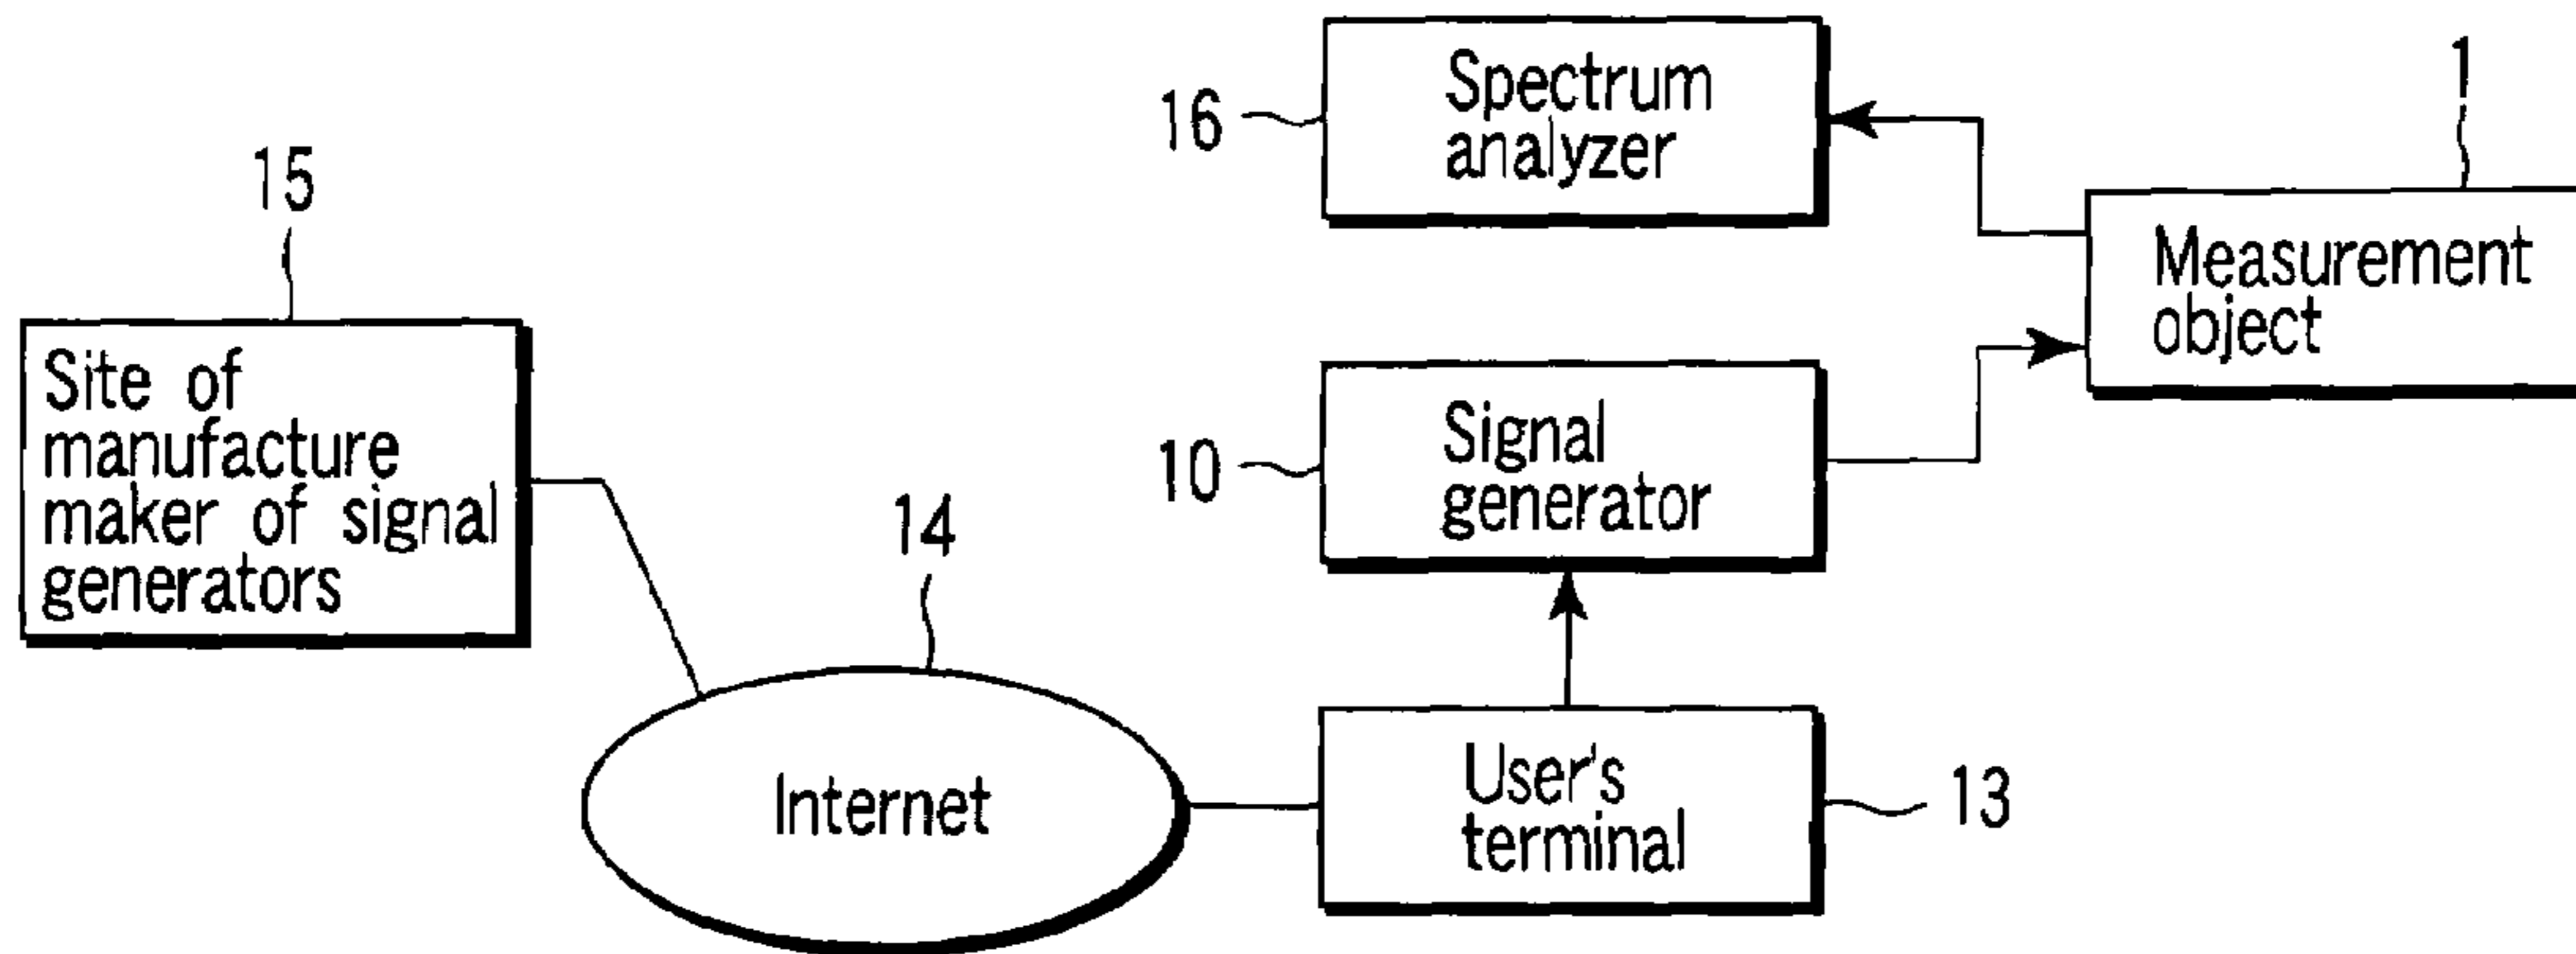 15
Site of
manufacture
maker of signal
generators
14
Internet
16
Spectrum
analyzer
10
Signal
generator
User's
terminal
13
1
Measurement
object